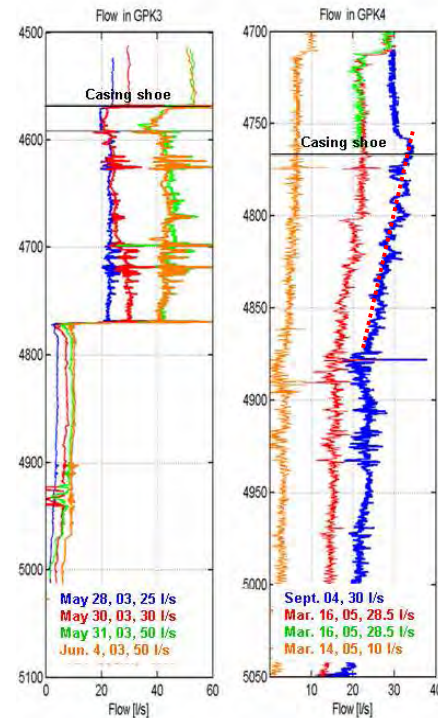 Flow in GPK3
4500
4600
4700
4800
4900
5000
5100
Casing shoe
May 28, 03, 25 l/s
May 30, 03, 30 l/s
May 31, 03, 50 l/s
Jun. 4, 03, 50 l/s
0 20 40 60
Flow [l/s]
Flow in GPK4
4700
4750
4800
4850
4900
4950
5000
5050
Casing shoe
Sept. 04, 30 l/s
Mar. 16, 05, 28.5 l/s
Mar. 16, 05, 28.5 l/s
Mar. 14, 05, 10 l/s
0 10 20 30 40
Flow [l/s]